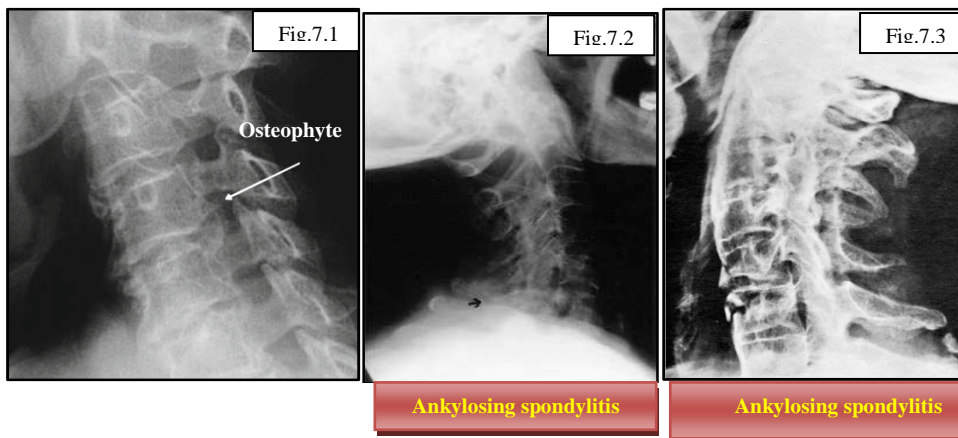 Fig.7.1
Fig.7.2
Fig.7.3
Osteophyte
Ankylosing spondylitis
Ankylosing spondylitis